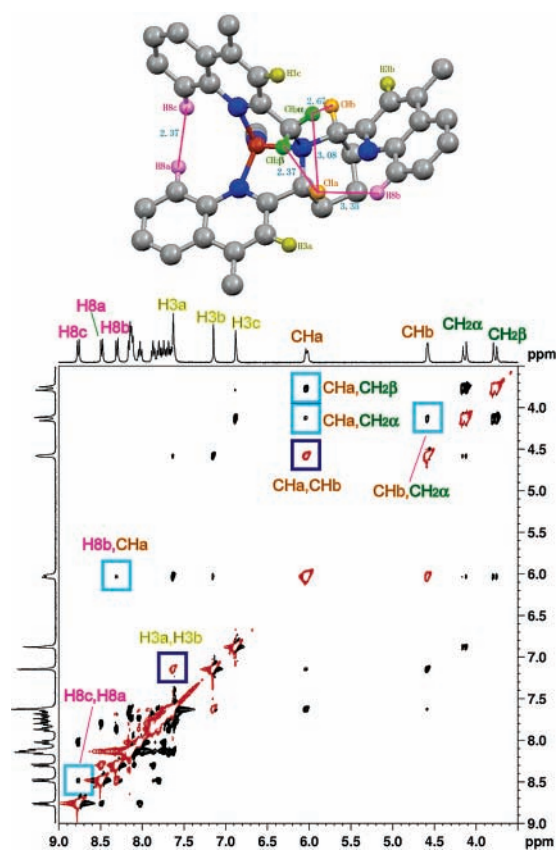 H3c
H3b
H8c
CH₂α
2.67
CHb
2.37
3.08
CH₂β
H8a
2.37
CHa
H8b
3.33
H3a
H8a
H3a
H3b
H3c
CHa
CHb
CH₂α
CH₂β
H8c
H8b
ppm
CHa,CH₂β
4.0
CHa,CH₂α
4.5
CHa,CHb
CHb,CH₂α
5.0
5.5
H8b,CHa
6.0
6.5
H3a,H3b
7.0
7.5
H8c,H8a
8.0
8.5
9.0
9.0 8.5 8.0 7.5 7.0 6.5 6.0 5.5 5.0 4.5 4.0 ppm